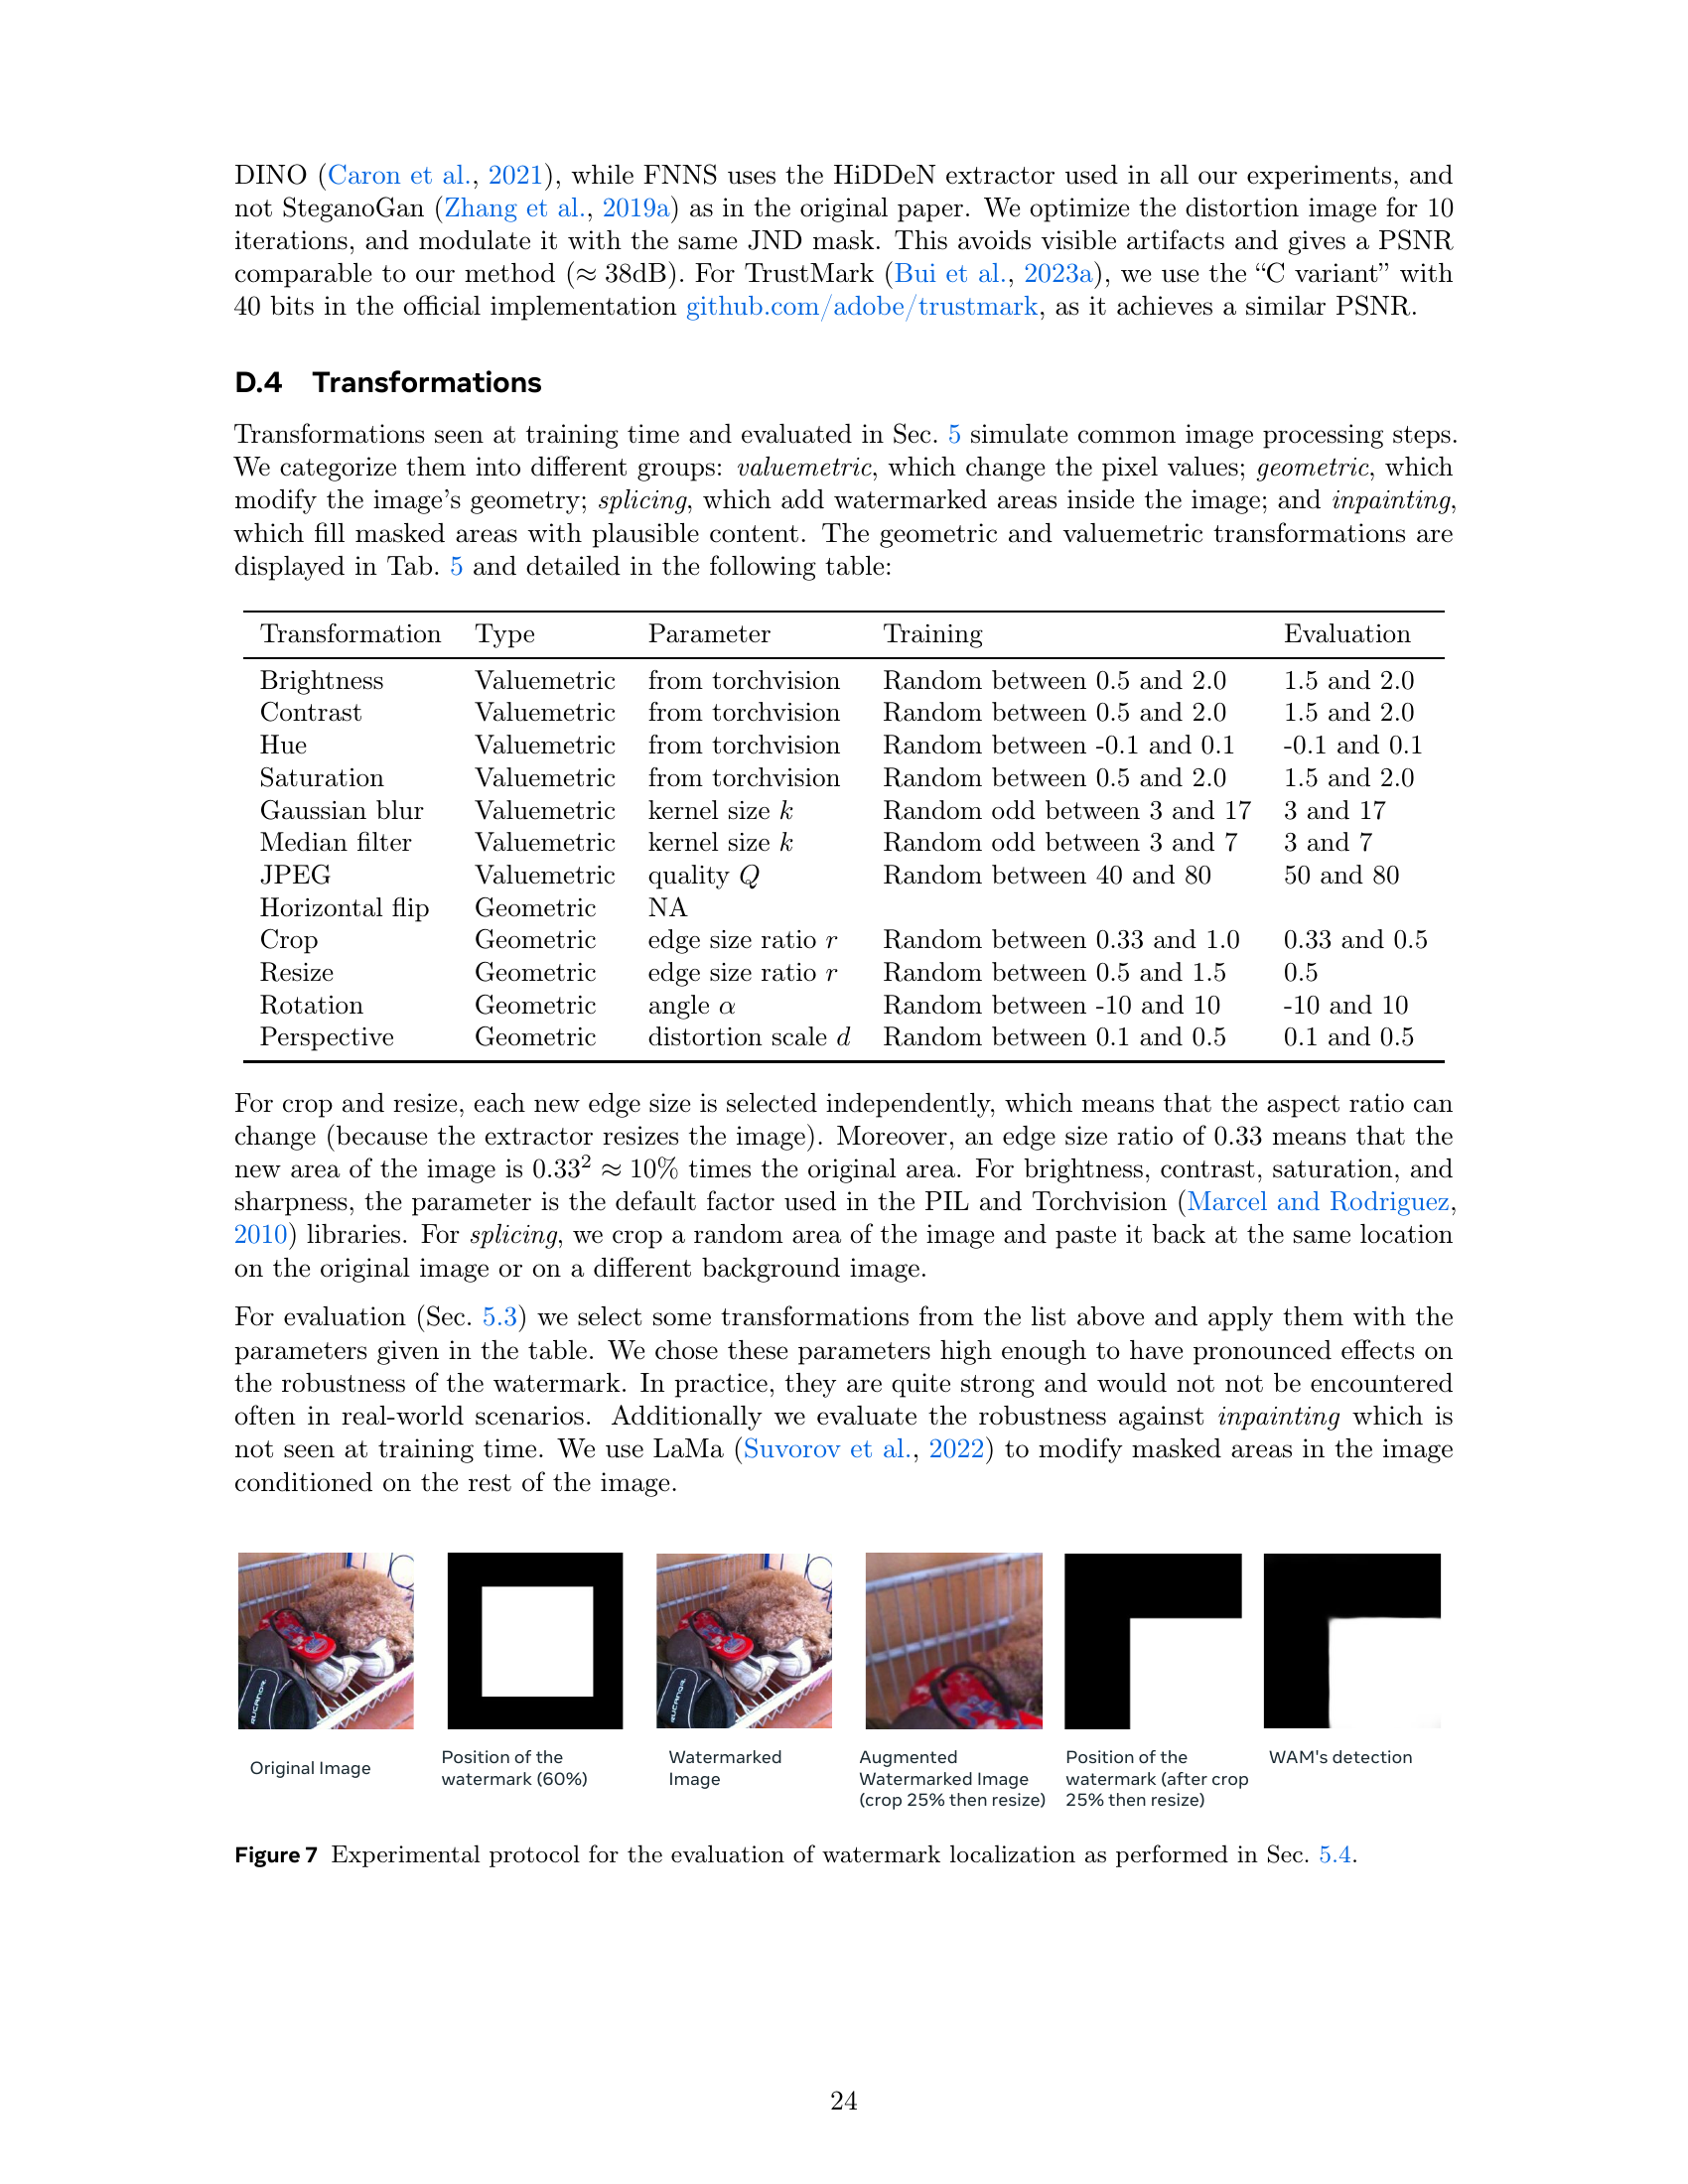 DINO (Caron et al., 2021), while FNNS uses the HiDDeN extractor used in all our experiments, and
not SteganoGan (Zhang et al., 2019a) as in the original paper. We optimize the distortion image for 10
iterations, and modulate it with the same JND mask. This avoids visible artifacts and gives a PSNR
comparable to our method (≈ 38dB). For TrustMark (Bui et al., 2023a), we use the “C variant” with
40 bits in the official implementation github.com/adobe/trustmark, as it achieves a similar PSNR.
D.4 Transformations
Transformations seen at training time and evaluated in Sec. 5 simulate common image processing steps.
We categorize them into different groups: valuemetric, which change the pixel values; geometric, which
modify the image's geometry; splicing, which add watermarked areas inside the image; and inpainting,
which fill masked areas with plausible content. The geometric and valuemetric transformations are
displayed in Tab. 5 and detailed in the following table:
Transformation Type Parameter Training Evaluation
Brightness Valuemetric from torchvision Random between 0.5 and 2.0 1.5 and 2.0
Contrast Valuemetric from torchvision Random between 0.5 and 2.0 1.5 and 2.0
Hue Valuemetric from torchvision Random between -0.1 and 0.1 -0.1 and 0.1
Saturation Valuemetric from torchvision Random between 0.5 and 2.0 1.5 and 2.0
Gaussian blur Valuemetric kernel size k Random odd between 3 and 17 3 and 17
Median filter Valuemetric kernel size k Random odd between 3 and 7 3 and 7
JPEG Valuemetric quality Q Random between 40 and 80 50 and 80
Horizontal flip Geometric NA
Crop Geometric edge size ratio r Random between 0.33 and 1.0 0.33 and 0.5
Resize Geometric edge size ratio r Random between 0.5 and 1.5 0.5
Rotation Geometric angle α Random between -10 and 10 -10 and 10
Perspective Geometric distortion scale d Random between 0.1 and 0.5 0.1 and 0.5
For crop and resize, each new edge size is selected independently, which means that the aspect ratio can
change (because the extractor resizes the image). Moreover, an edge size ratio of 0.33 means that the
new area of the image is 0.33² ≈ 10% times the original area. For brightness, contrast, saturation, and
sharpness, the parameter is the default factor used in the PIL and Torchvision (Marcel and Rodriguez,
2010) libraries. For splicing, we crop a random area of the image and paste it back at the same location
on the original image or on a different background image.
For evaluation (Sec. 5.3) we select some transformations from the list above and apply them with the
parameters given in the table. We chose these parameters high enough to have pronounced effects on
the robustness of the watermark. In practice, they are quite strong and would not not be encountered
often in real-world scenarios. Additionally we evaluate the robustness against inpainting which is
not seen at training time. We use LaMa (Suvorov et al., 2022) to modify masked areas in the image
conditioned on the rest of the image.
RUCANOR
RUCANOR
Original Image
Position of the
watermark (60%)
Watermarked
Image
Augmented
Watermarked Image
(crop 25% then resize)
Position of the
watermark (after crop
25% then resize)
WAM's detection
Figure 7 Experimental protocol for the evaluation of watermark localization as performed in Sec. 5.4.
24